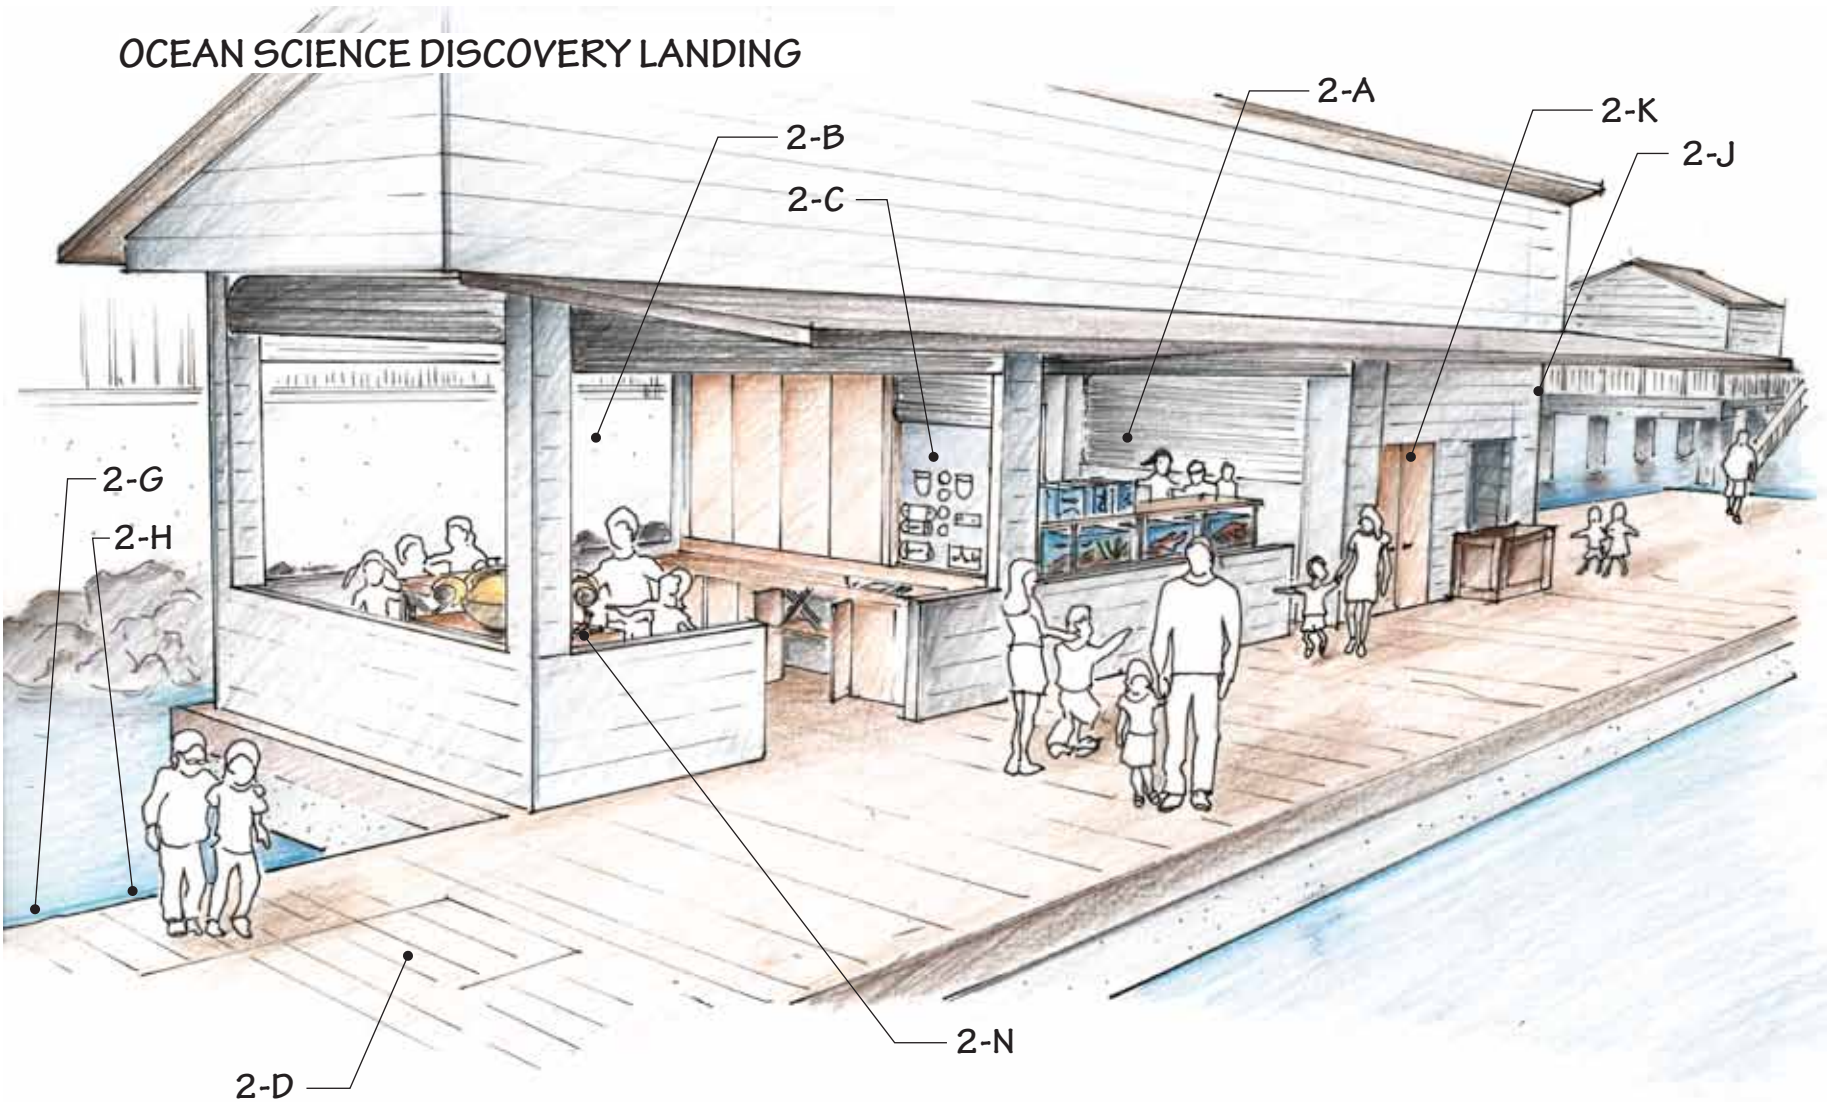 OCEAN SCIENCE DISCOVERY LANDING
2-A
2-K
2-B
2-J
2-C
2-G
2-H
2-N
2-D